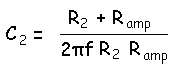 C₂ = (R₂ + Rₐₘₚ) / (2πf R₂ Rₐₘₚ)